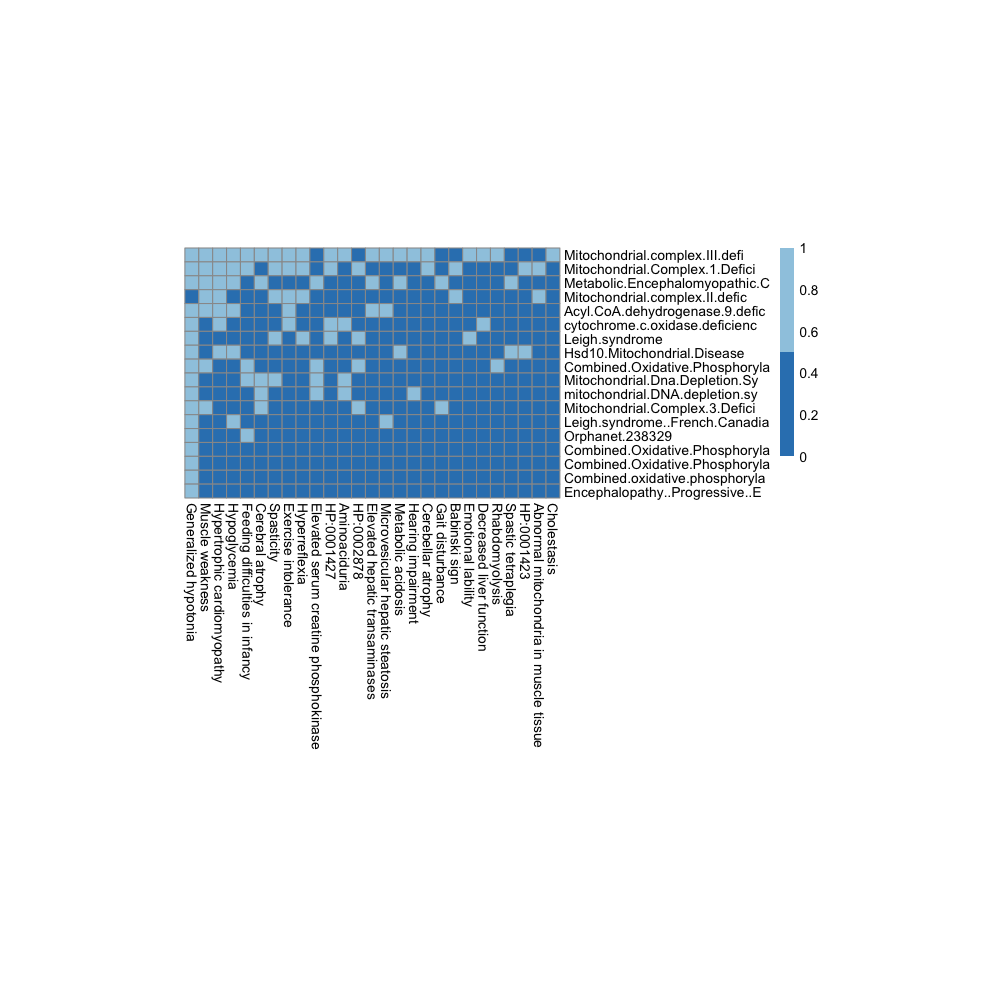 Mitochondrial.complex.III.defi
Mitochondrial.Complex.1.Defici
Metabolic.Encephalomyopathic.C
Mitochondrial.complex.II.defic
Acyl.CoA.dehydrogenase.9.defic
cytochrome.c.oxidase.deficienc
Leigh.syndrome
Hsd10.Mitochondrial.Disease
Combined.Oxidative.Phosphoryla
Mitochondrial.Dna.Depletion.Sy
mitochondrial.DNA.depletion.sy
Mitochondrial.Complex.3.Defici
Leigh.syndrome..French.Canadia
Orphanet.238329
Combined.Oxidative.Phosphoryla
Combined.Oxidative.Phosphoryla
Combined.oxidative.phosphoryla
Encephalopathy..Progressive..E
1
0.8
0.6
0.4
0.2
0
Generalized hypotonia
Muscle weakness
Hypertrophic cardiomyopathy
Hypoglycemia
Feeding difficulties in infancy
Cerebral atrophy
Spasticity
Exercise intolerance
Hyperreflexia
Elevated serum creatine phosphokinase
HP:0001427
Aminoaciduria
HP:0002878
Elevated hepatic transaminases
Microvesicular hepatic steatosis
Metabolic acidosis
Hearing impairment
Cerebellar atrophy
Gait disturbance
Babinski sign
Emotional lability
Decreased liver function
Rhabdomyolysis
Spastic tetraplegia
HP:0001423
Abnormal mitochondria in muscle tissue
Cholestasis